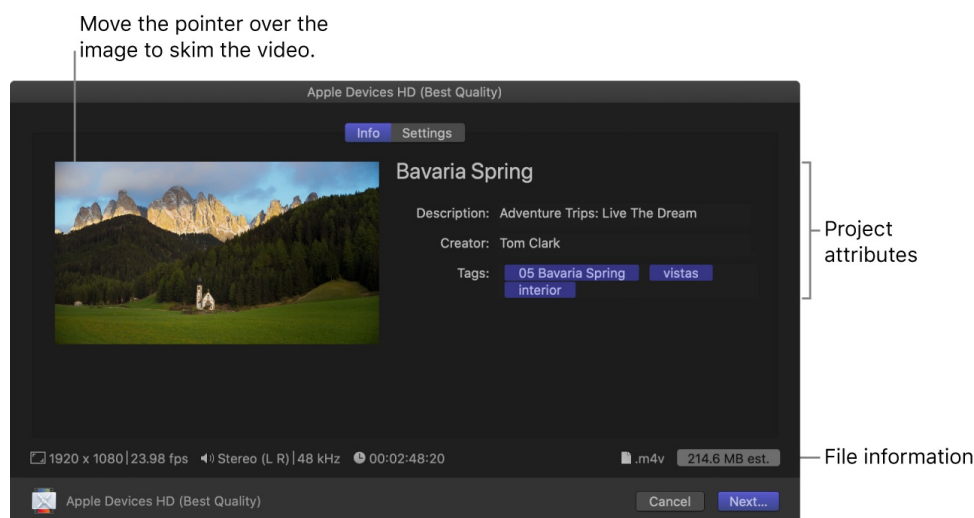 Move the pointer over the
image to skim the video.
Apple Devices HD (Best Quality)
Info Settings
Bavaria Spring
Description: Adventure Trips: Live The Dream
Creator: Tom Clark
Tags: 05 Bavaria Spring vistas
interior
Project
attributes
1920 x 1080|23.98 fps Stereo (L R)|48 kHz 00:02:48:20 .m4v 214.6 MB est.
File information
Apple Devices HD (Best Quality) Cancel Next...